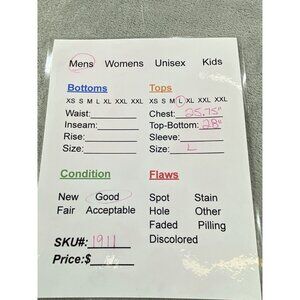 Mens Womens Unisex Kids
Bottoms Tops
XS S M L XL XXL XXL XS S M L XL XXL XXL
Waist: Chest: 25.75"
Inseam: Top-Bottom: 28"
Rise: Sleeve:
Size: Size: L
Condition Flaws
New Good Spot Stain
Fair Acceptable Hole Other
Faded Pilling
SKU#: 1911 Discolored
Price:$